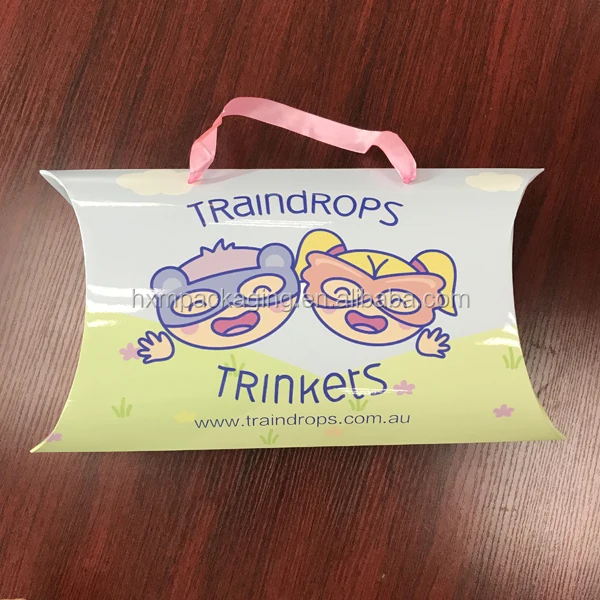 TRainDROPS
hxmpackaging.en.alibaba.com
TRinKetS
www.traindrops.com.au